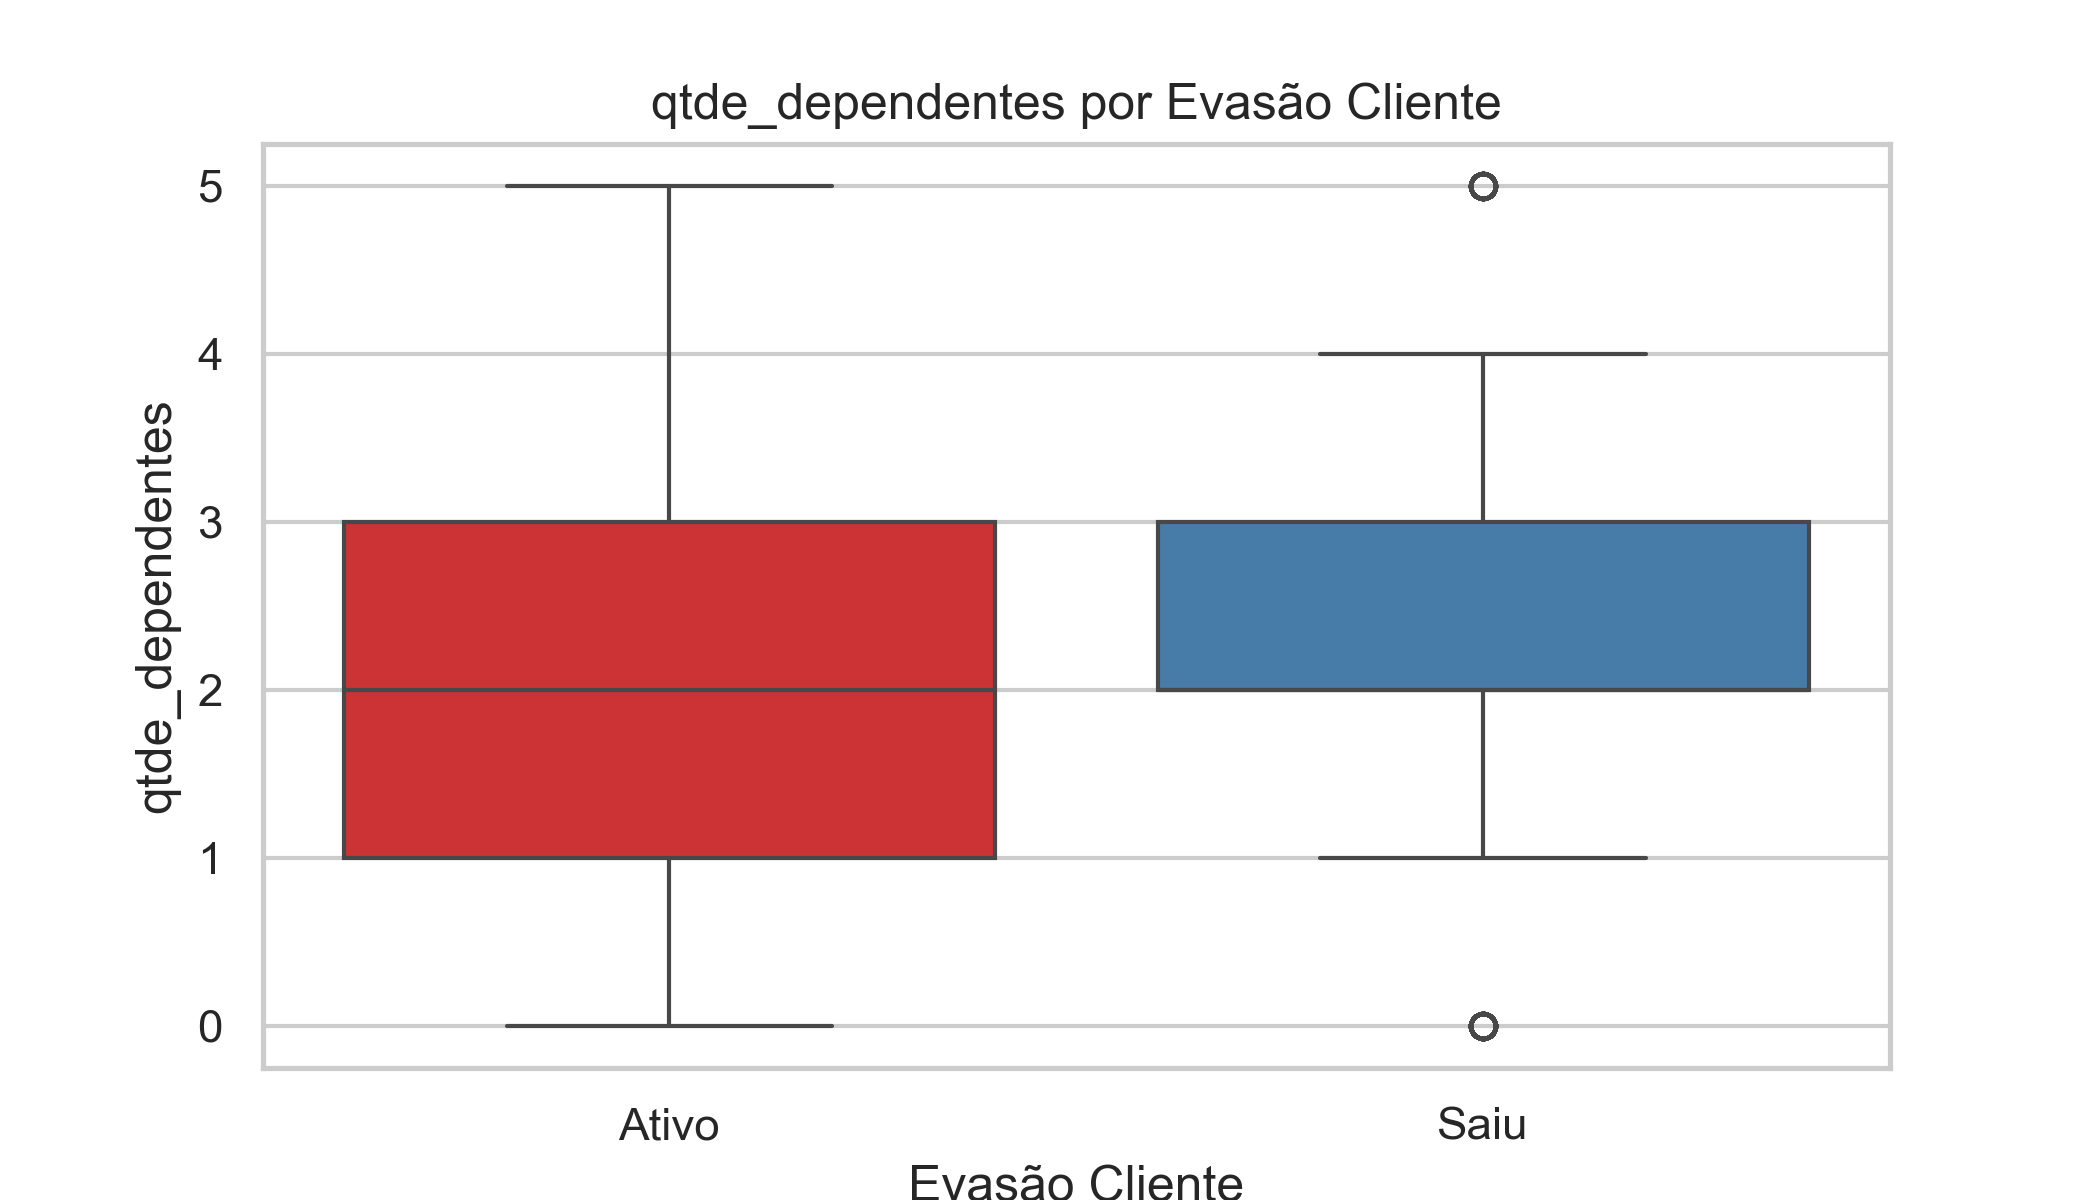 qtde_dependentes por Evasão Cliente
qtde_dependentes
5
4
3
2
1
0
Ativo
Saiu
Evasão Cliente